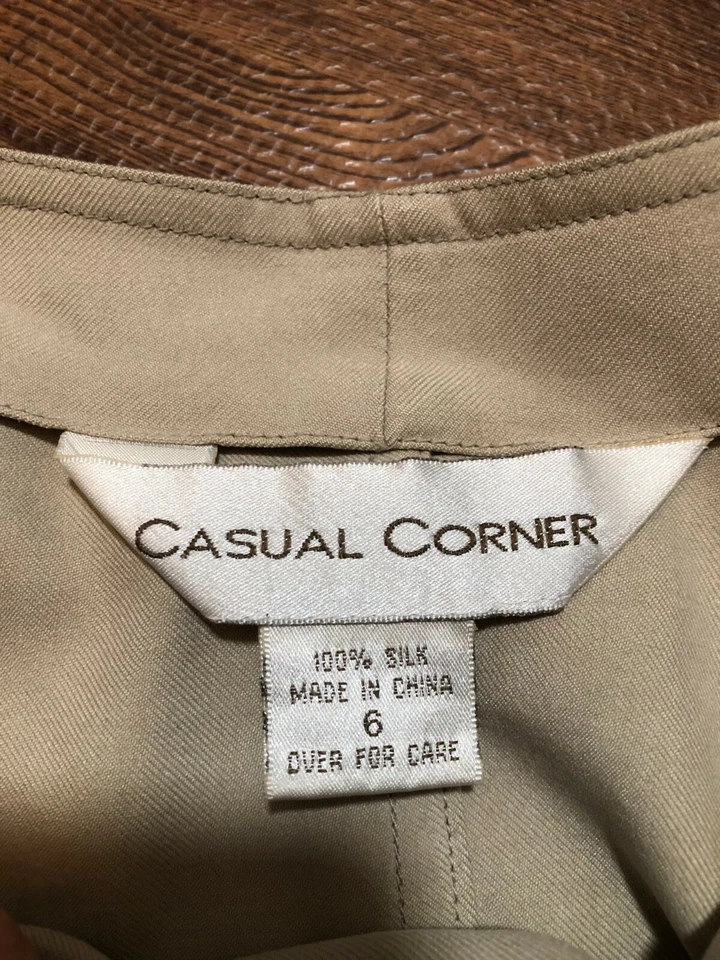 CASUAL CORNER
100% SILK
MADE IN CHINA
6
OVER FOR CARE